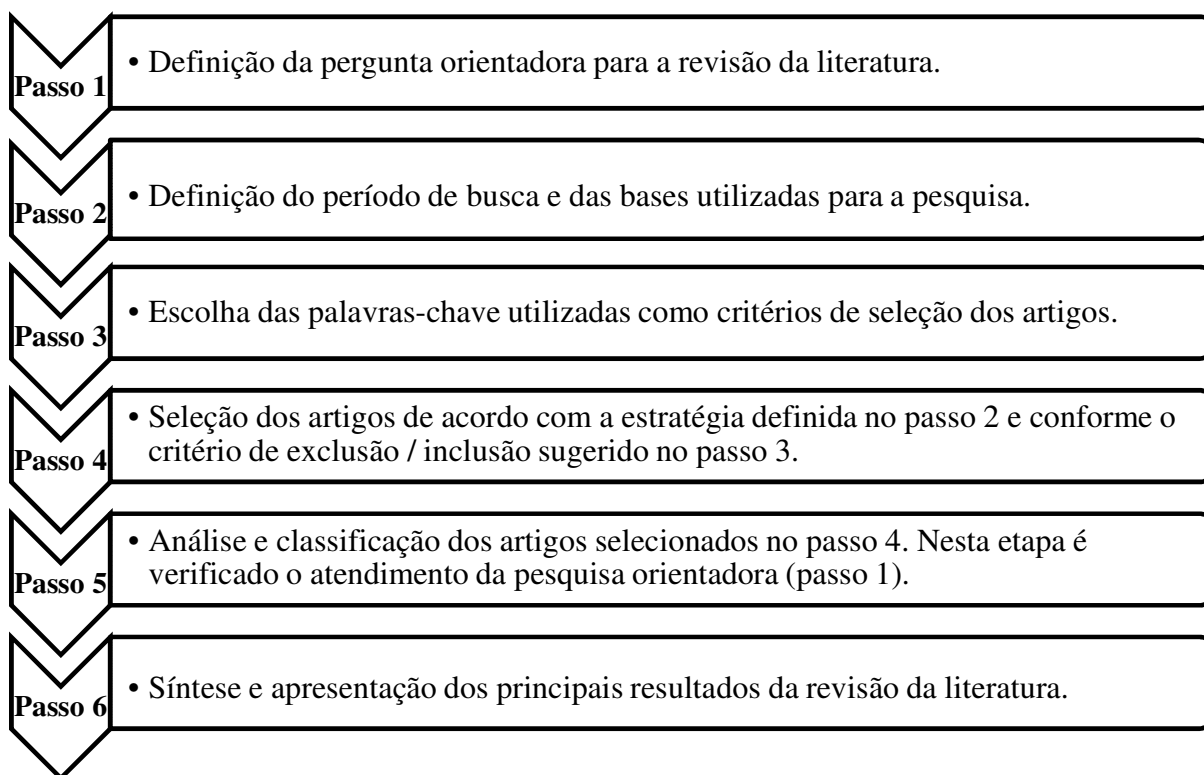 Passo 1
• Definição da pergunta orientadora para a revisão da literatura.
Passo 2
• Definição do período de busca e das bases utilizadas para a pesquisa.
Passo 3
• Escolha das palavras-chave utilizadas como critérios de seleção dos artigos.
Passo 4
• Seleção dos artigos de acordo com a estratégia definida no passo 2 e conforme o
critério de exclusão / inclusão sugerido no passo 3.
Passo 5
• Análise e classificação dos artigos selecionados no passo 4. Nesta etapa é
verificado o atendimento da pesquisa orientadora (passo 1).
Passo 6
• Síntese e apresentação dos principais resultados da revisão da literatura.